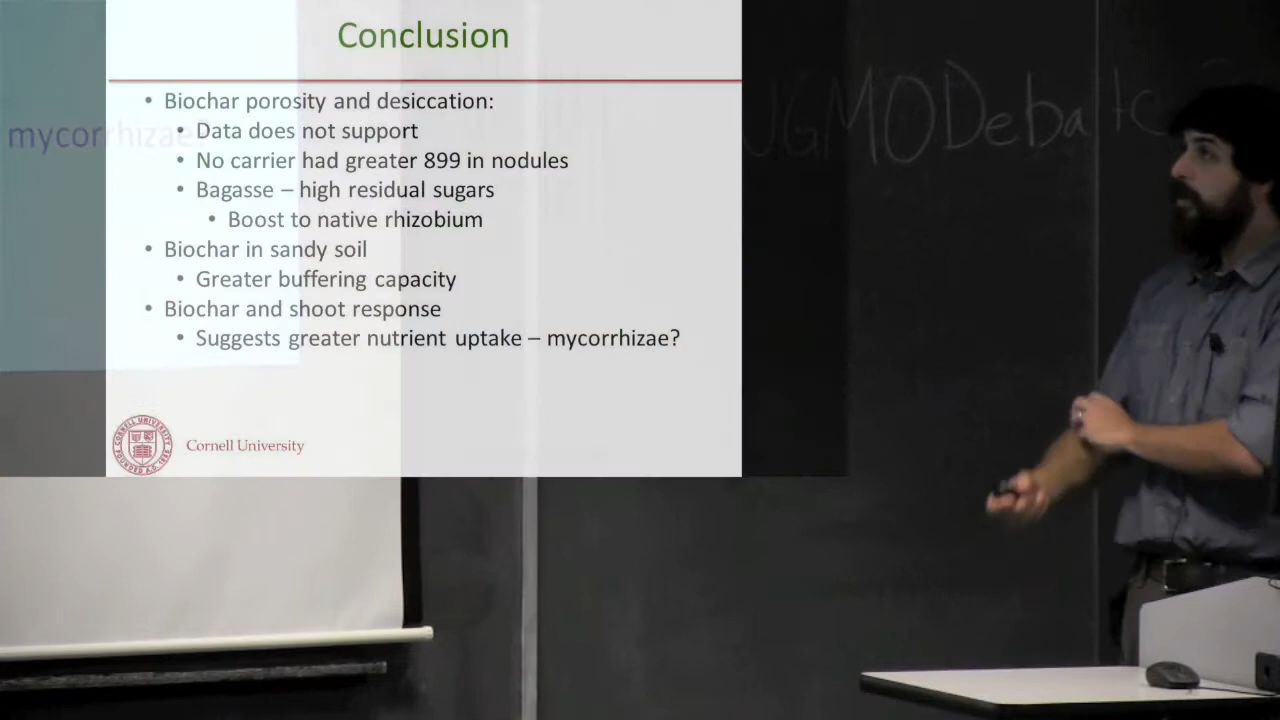 Conclusion
• Biochar porosity and desiccation:
• Data does not support
• No carrier had greater 899 in nodules
• Bagasse – high residual sugars
• Boost to native rhizobium
• Biochar in sandy soil
• Greater buffering capacity
• Biochar and shoot response
• Suggests greater nutrient uptake – mycorrhizae?
Cornell University
mycorrhizae?
GMODebate